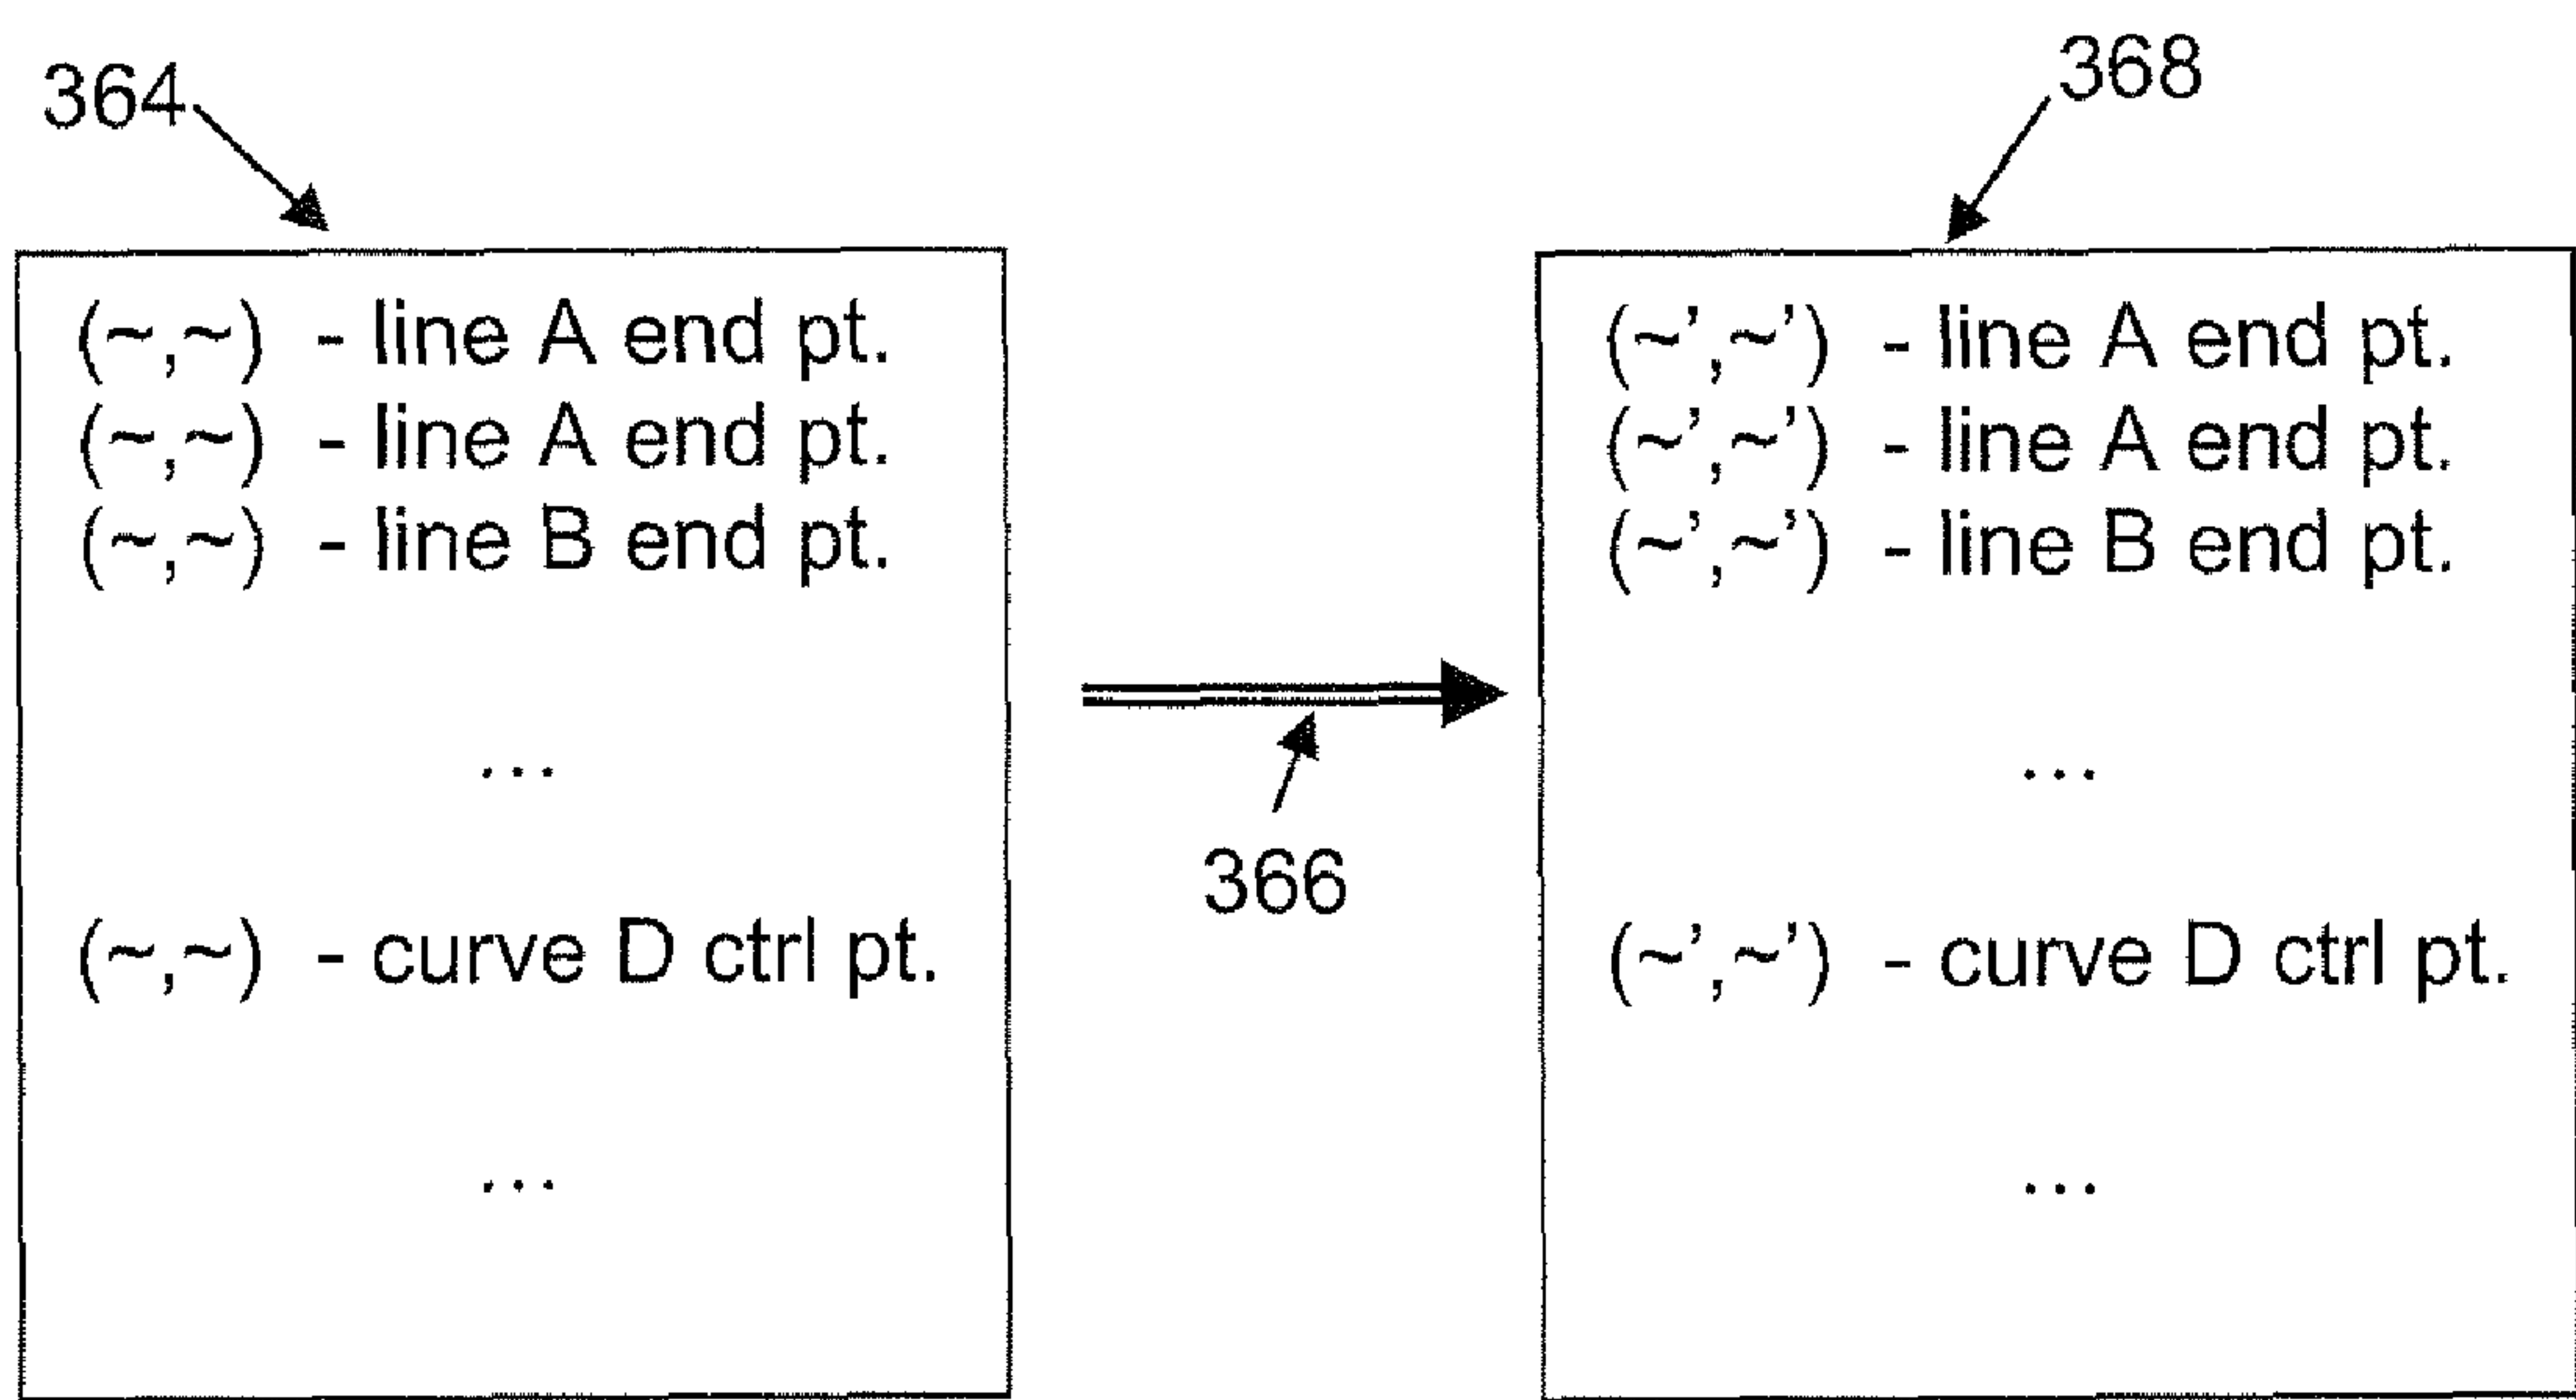 364
368
(~,~) - line A end pt.
(~,~) - line A end pt.
(~,~) - line B end pt.
...
(~,~) - curve D ctrl pt.
...
366
(~’,~’) - line A end pt.
(~’,~’) - line A end pt.
(~’,~’) - line B end pt.
...
(~’,~’) - curve D ctrl pt.
...